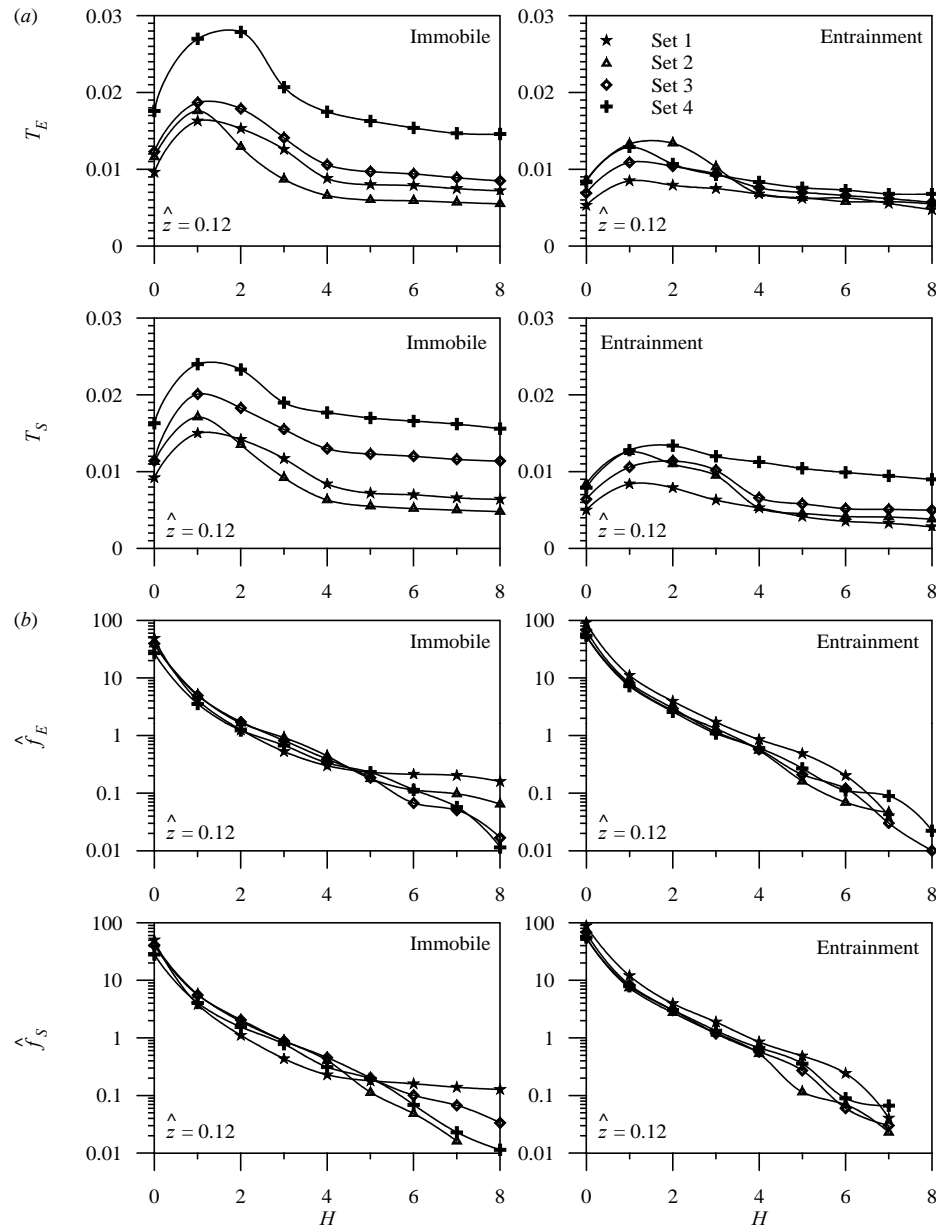 (a)
0.03
0.02
0.01
0
T_E
Immobile
ẑ = 0.12
0 2 4 6 8
0.03
0.02
0.01
0
Set 1
Set 2
Set 3
Set 4
Entrainment
ẑ = 0.12
0 2 4 6 8
0.03
0.02
0.01
0
T_S
Immobile
ẑ = 0.12
0 2 4 6 8
0.03
0.02
0.01
0
Entrainment
ẑ = 0.12
0 2 4 6 8
(b)
100
10
1
0.1
0.01
f̂_E
Immobile
ẑ = 0.12
0 2 4 6 8
100
10
1
0.1
0.01
Entrainment
ẑ = 0.12
0 2 4 6 8
100
10
1
0.1
0.01
f̂_S
Immobile
ẑ = 0.12
0 2 4 6 8
H
100
10
1
0.1
0.01
Entrainment
ẑ = 0.12
0 2 4 6 8
H